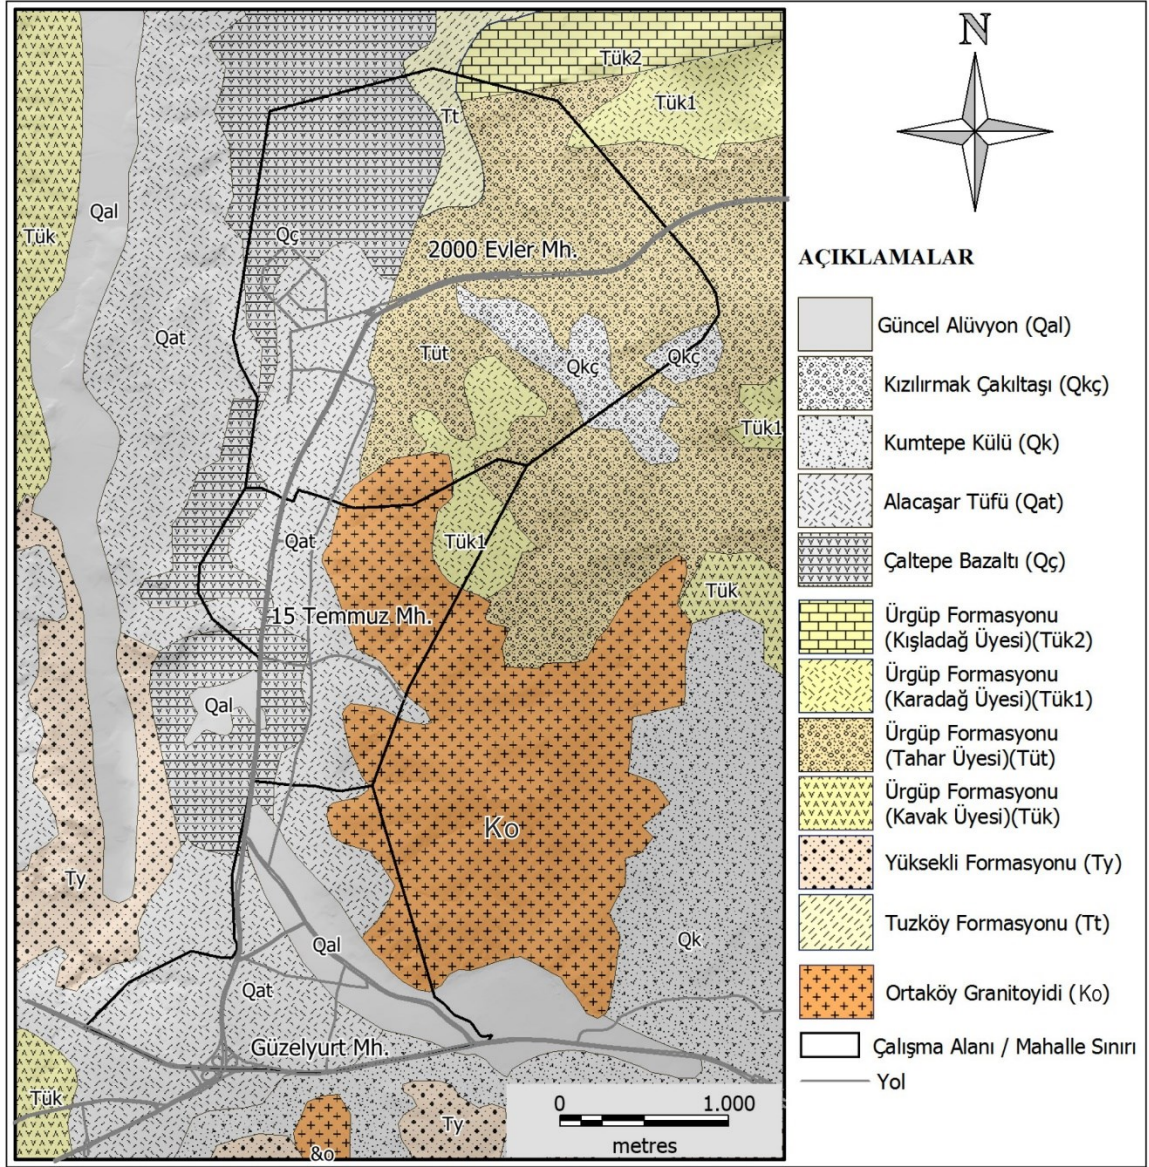 Tük2
Tük1
Tt
Qal
Tük
Qç
2000 Evler Mh.
Qat
Tüt
Qkç
Qkç
Tük1
Qat
Tük1
Tük
15 Temmuz Mh.
Qal
Ko
Ty
Qal
Qk
Qat
Güzelyurt Mh.
Tük
Ty
&o
0 1.000
metres
N
AÇIKLAMALAR
Güncel Alüvyon (Qal)
Kızılırmak Çakıltaşı (Qkç)
Kumtepe Külü (Qk)
Alacaşar Tüfü (Qat)
Çaltepe Bazaltı (Qç)
Ürgüp Formasyonu
(Kışladağ Üyesi)(Tük2)
Ürgüp Formasyonu
(Karadağ Üyesi)(Tük1)
Ürgüp Formasyonu
(Tahar Üyesi)(Tüt)
Ürgüp Formasyonu
(Kavak Üyesi)(Tük)
Yüksekli Formasyonu (Ty)
Tuzköy Formasyonu (Tt)
Ortaköy Granitoyidi (Ko)
Çalışma Alanı / Mahalle Sınırı
Yol